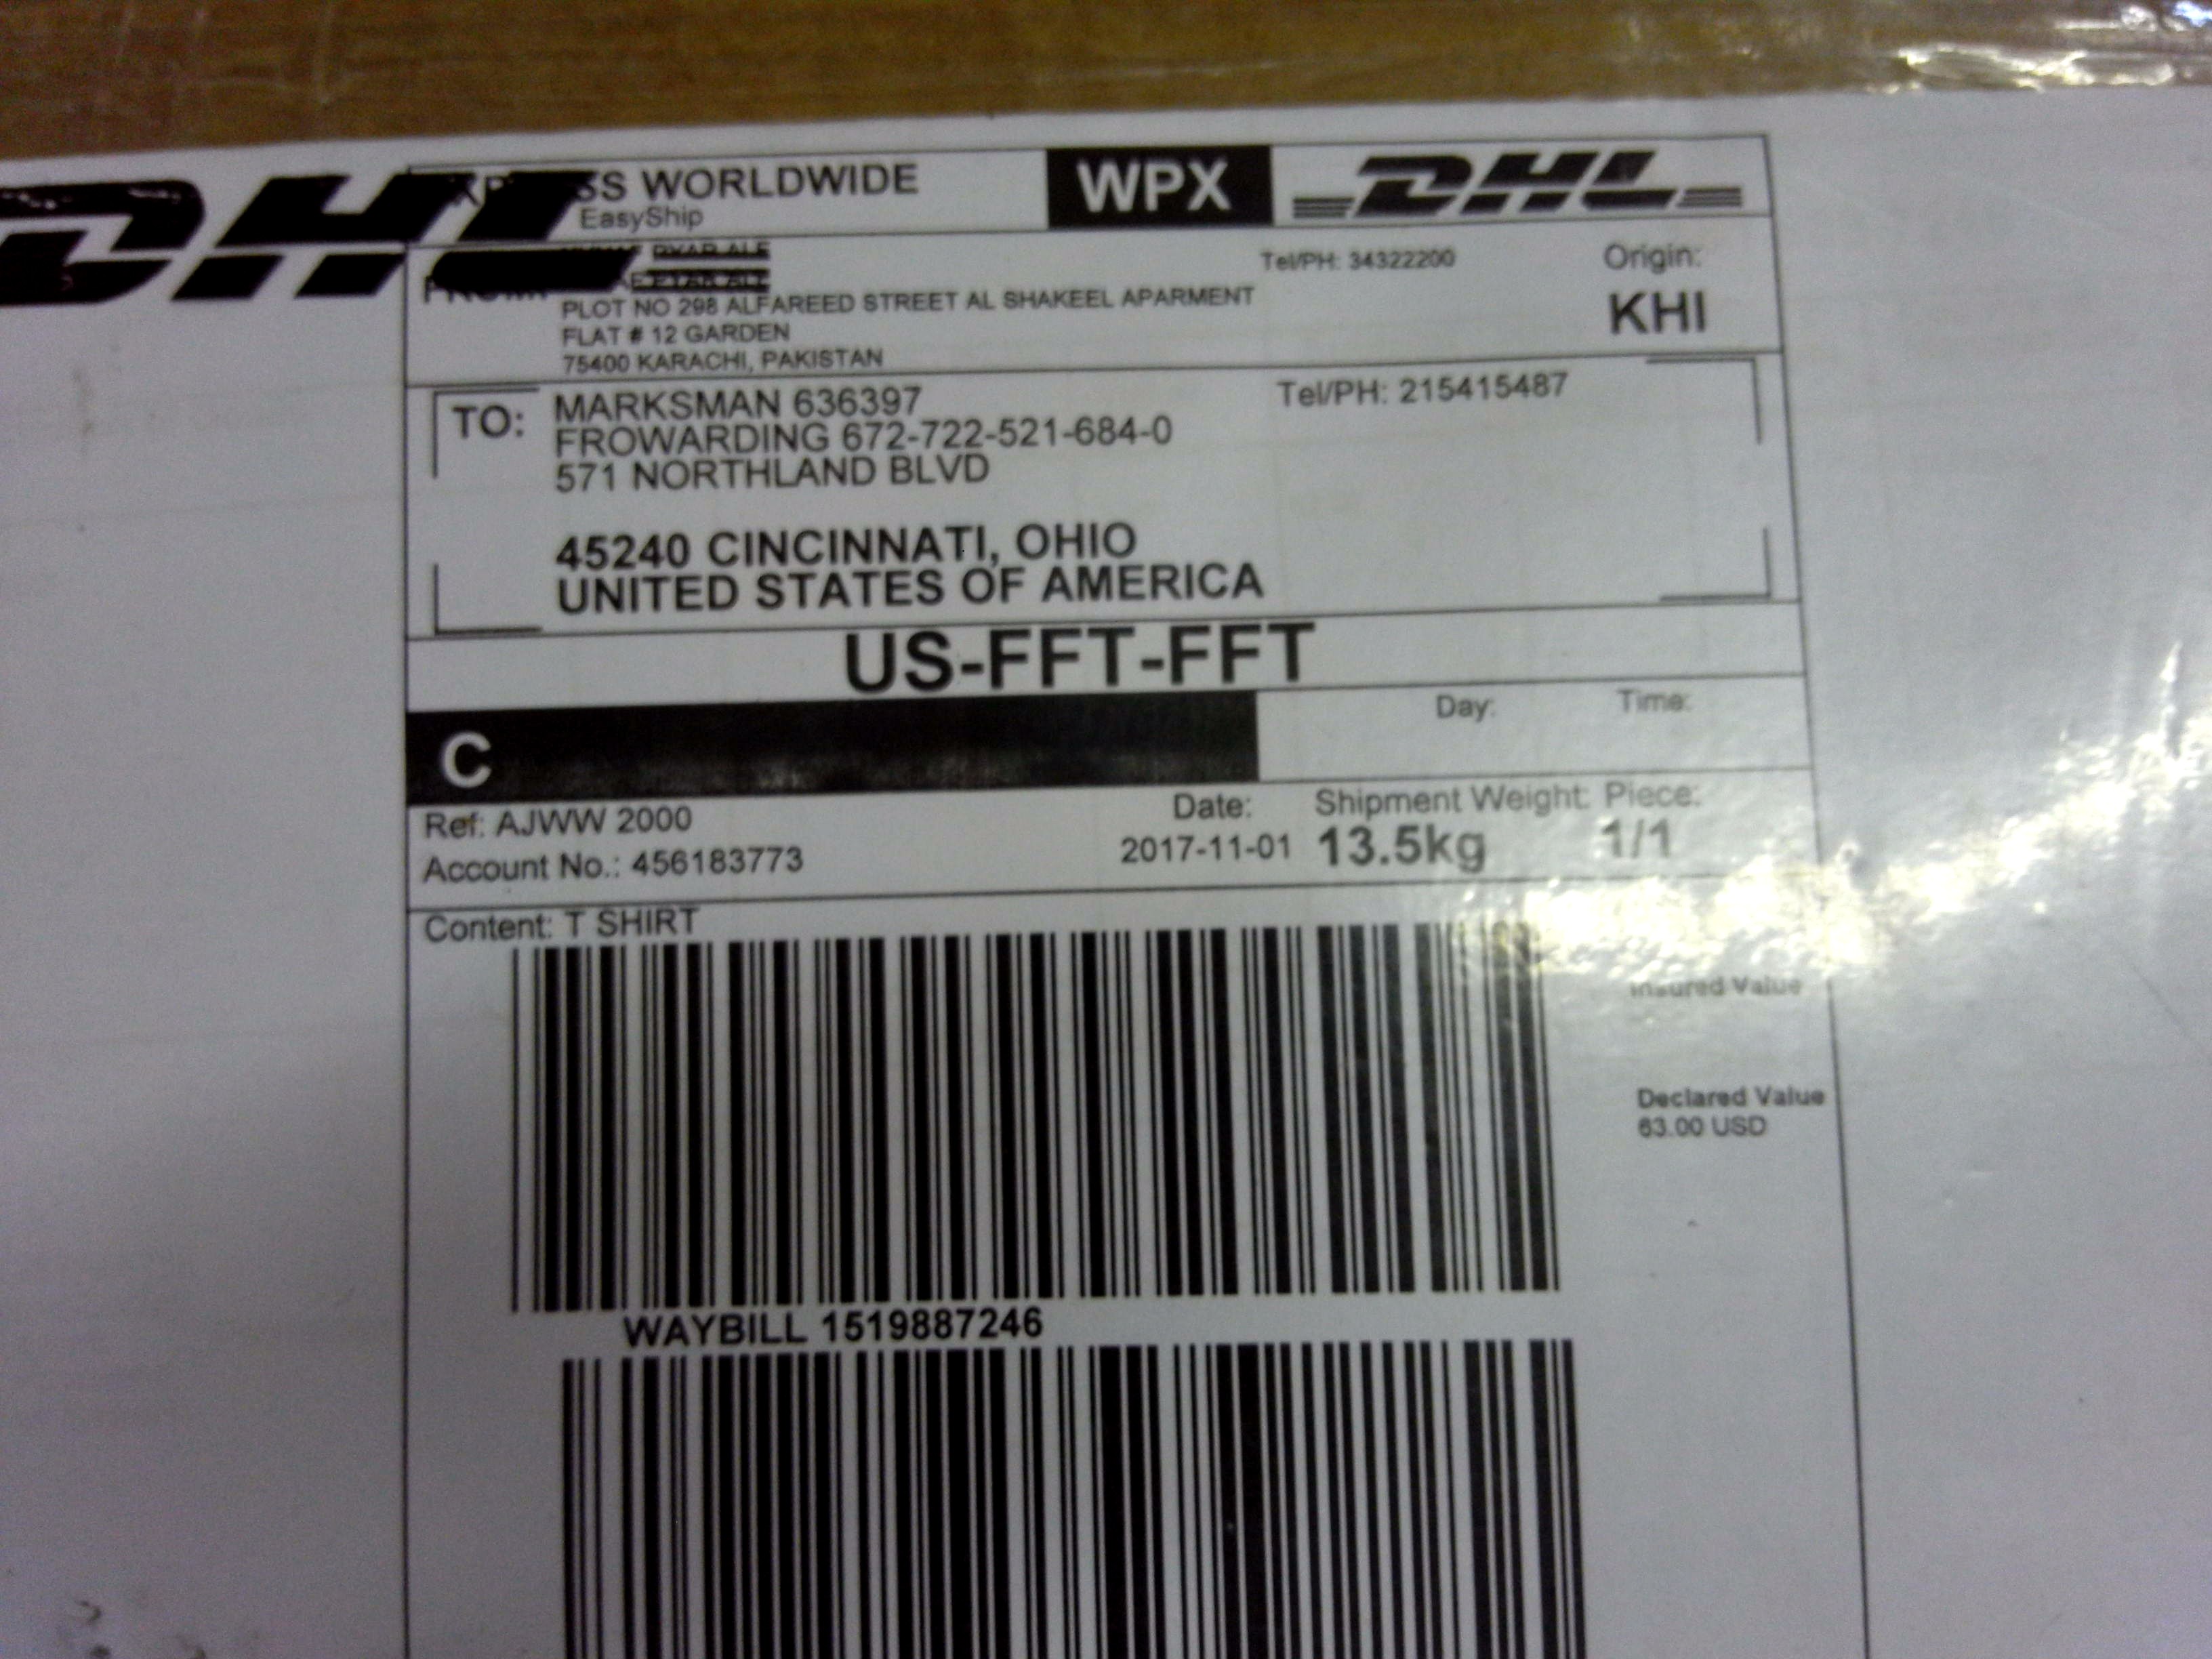 DHL
SS WORLDWIDE
EasyShip
WPX
DHL
Tel/PH: 34322200
Origin:
KHI
PLOT NO 298 ALFAREED STREET AL SHAKEEL APARMENT
FLAT # 12 GARDEN
75400 KARACHI, PAKISTAN
TO:
MARKSMAN 636397
FROWARDING 672-722-521-684-0
571 NORTHLAND BLVD
Tel/PH: 215415487
45240 CINCINNATI, OHIO
UNITED STATES OF AMERICA
US-FFT-FFT
C
Day:
Time:
Ref: AJWW 2000
Account No.: 456183773
Date:
2017-11-01
Shipment Weight:
13.5kg
Piece:
1/1
Content: T SHIRT
Insured Value
Declared Value
63.00 USD
WAYBILL 1519887246